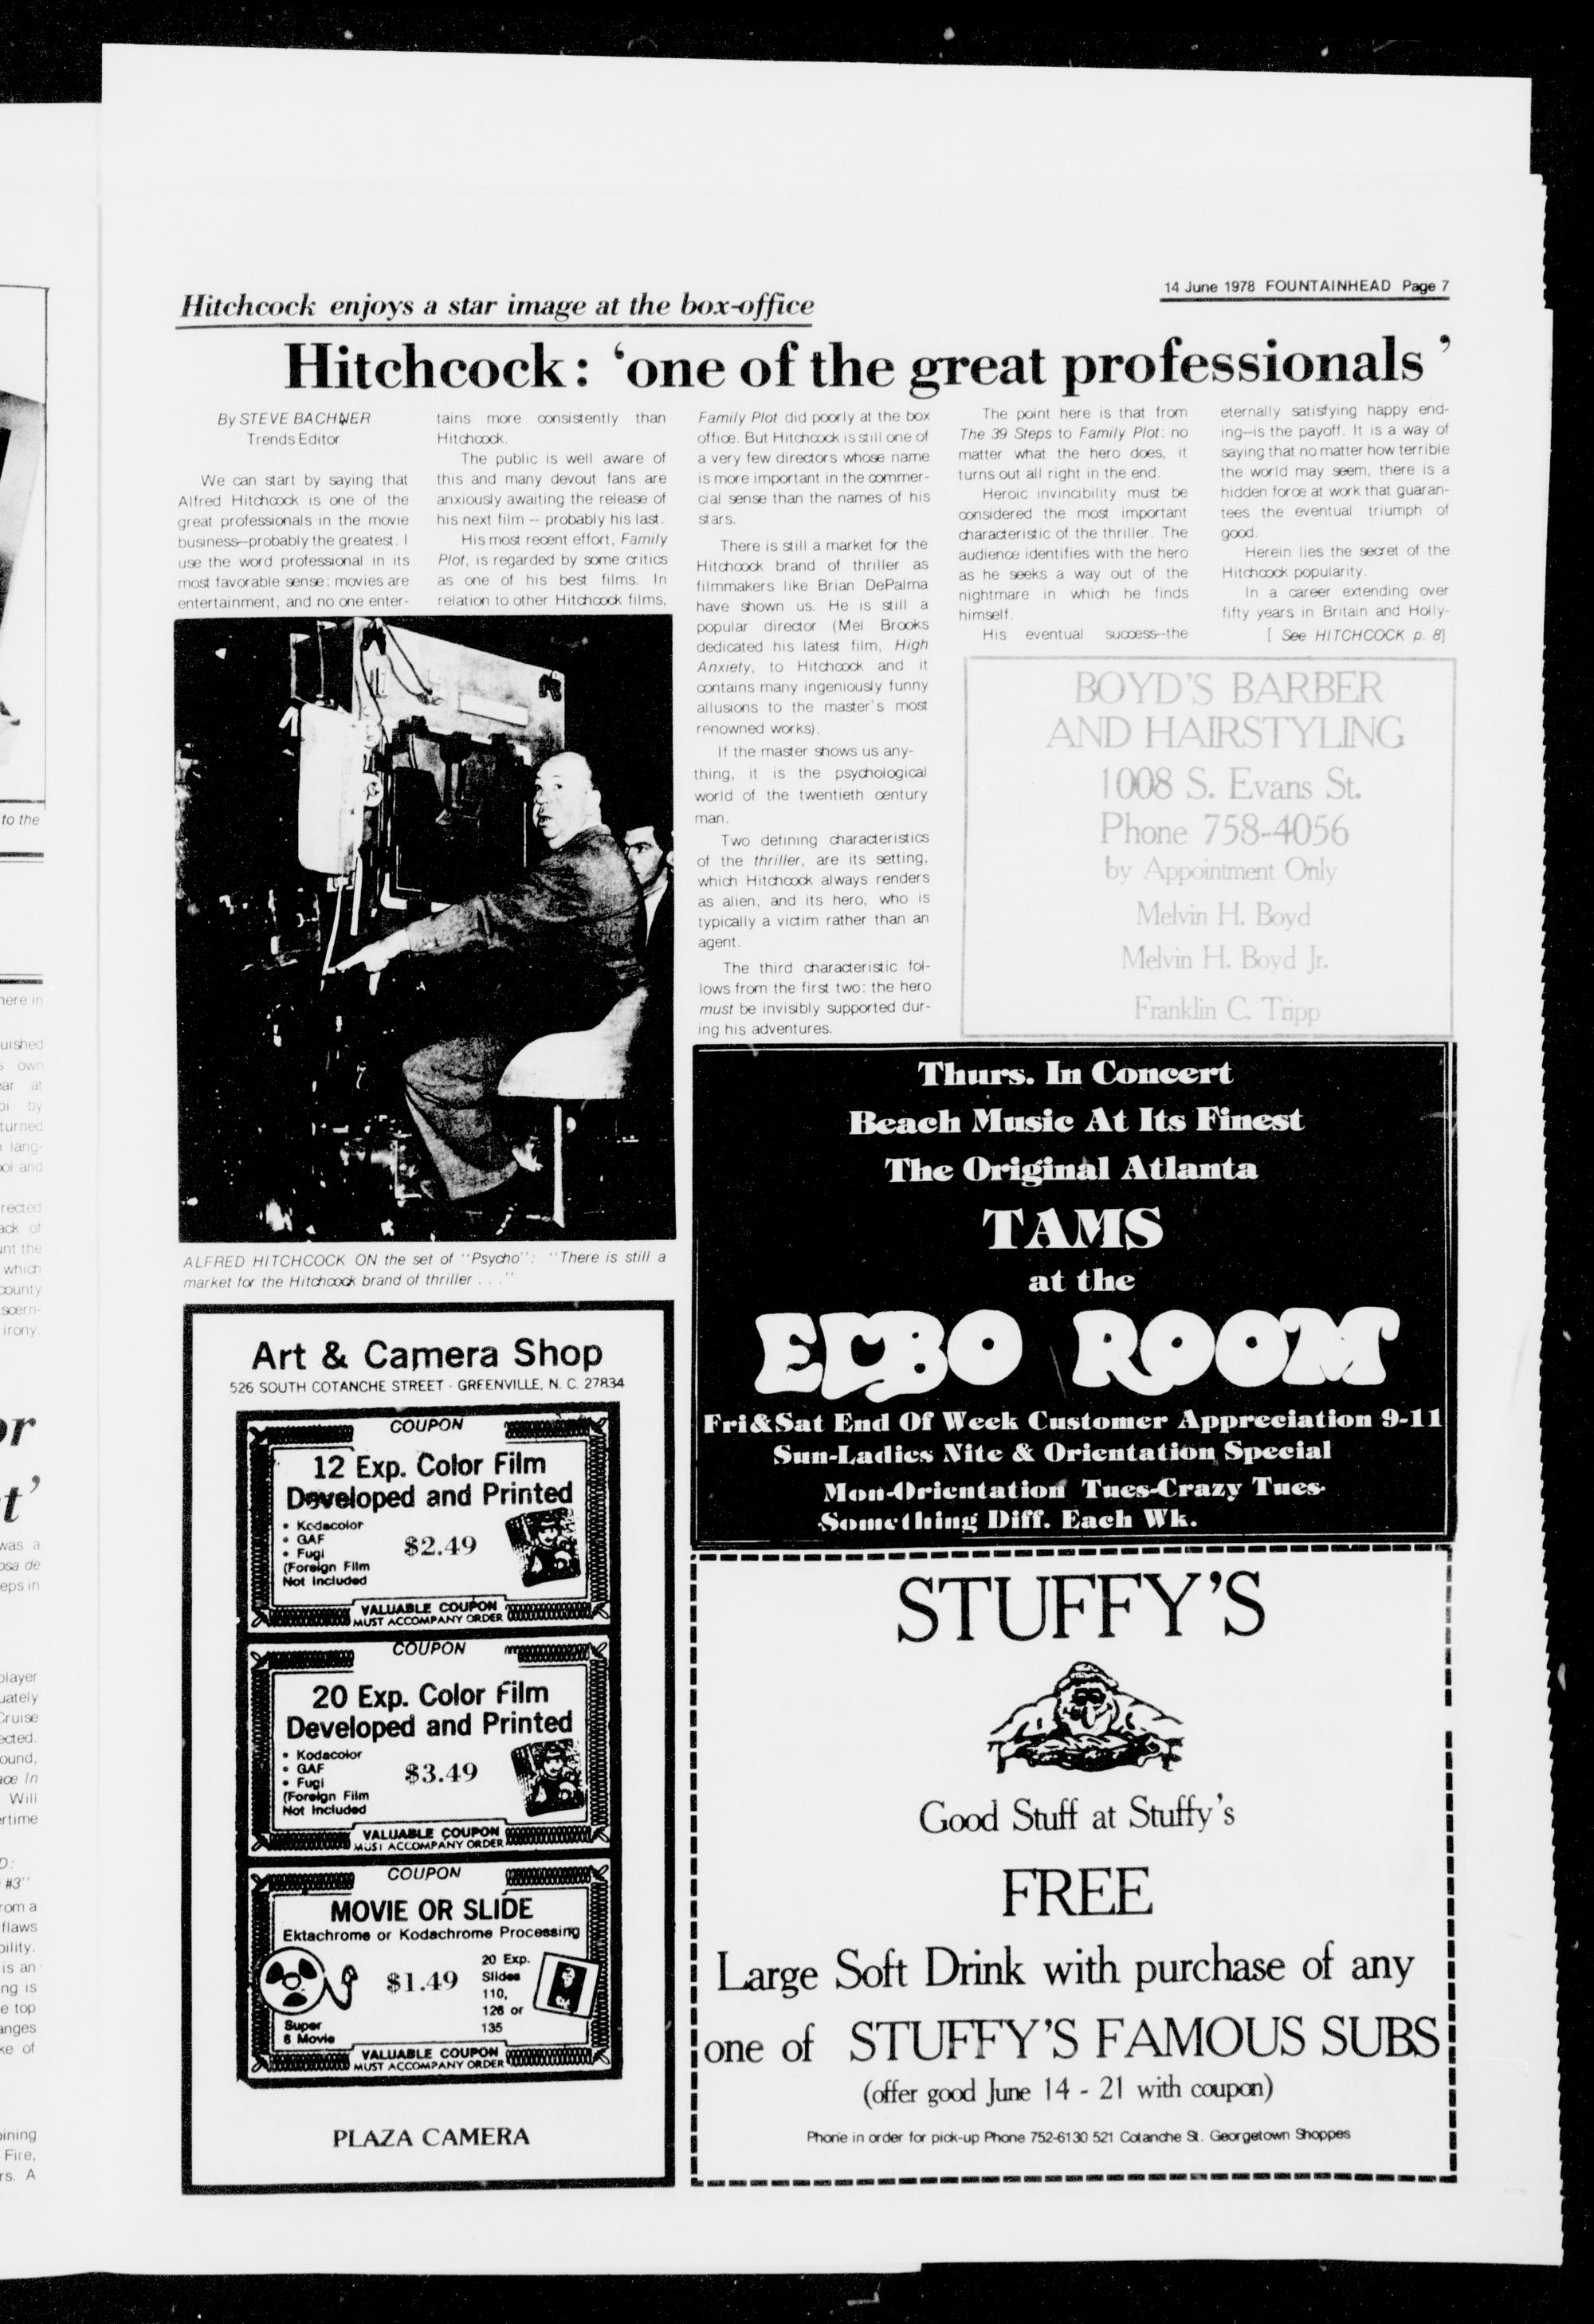 14 June 1978 FOUNTAINHEAD Page 7
Hitchcock enjoys a star image at the box-office
Hitchcock: 'one of the great professionals'
By STEVE BACHNER
Trends Editor
We can start by saying that
Alfred Hitchcock is one of the
great professionals in the movie
business--probably the greatest. I
use the word professional in its
most favorable sense: movies are
entertainment, and no one enter-
tains more consistently than
Hitchcock.
The public is well aware of
this and many devout fans are
anxiously awaiting the release of
his next film -- probably his last.
His most recent effort, Family
Plot, is regarded by some critics
as one of his best films. In
relation to other Hitchcock films,
Family Plot did poorly at the box
office. But Hitchcock is still one of
a very few directors whose name
is more important in the commer-
cial sense than the names of his
stars.
There is still a market for the
Hitchcock brand of thriller as
filmmakers like Brian DePalma
have shown us. He is still a
popular director (Mel Brooks
dedicated his latest film, High
Anxiety, to Hitchcock and it
contains many ingeniously funny
allusions to the master's most
renowned works).
If the master shows us any-
thing, it is the psychological
world of the twentieth century
man.
Two defining characteristics
of the thriller, are its setting,
which Hitchcock always renders
as alien, and its hero, who is
typically a victim rather than an
agent.
The third characteristic fol-
lows from the first two: the hero
must be invisibly supported dur-
ing his adventures.
The point here is that from
The 39 Steps to Family Plot: no
matter what the hero does, it
turns out all right in the end.
Heroic invincibility must be
considered the most important
characteristic of the thriller. The
audience identifies with the hero
as he seeks a way out of the
nightmare in which he finds
himself.
His eventual success--the
eternally satisfying happy end-
ing--is the payoff. It is a way of
saying that no matter how terrible
the world may seem, there is a
hidden force at work that guaran-
tees the eventual triumph of
good.
Herein lies the secret of the
Hitchcock popularity.
In a career extending over
fifty years in Britain and Holly-
[ See HITCHCOCK p. 8]
ALFRED HITCHCOCK ON the set of "Psycho": "There is still a
market for the Hitchcock brand of thriller . . ."
BOYD'S BARBER
AND HAIRSTYLING
1008 S. Evans St.
Phone 758-4056
by Appointment Only
Melvin H. Boyd
Melvin H. Boyd Jr.
Franklin C. Tripp
Thurs. In Concert
Beach Music At Its Finest
The Original Atlanta
TAMS
at the
ELBO ROOM
Fri&Sat End Of Week Customer Appreciation 9-11
Sun-Ladies Nite & Orientation Special
Mon-Orientation Tues-Crazy Tues-
Something Diff. Each Wk.
Art & Camera Shop
526 SOUTH COTANCHE STREET - GREENVILLE, N. C. 27834
COUPON
12 Exp. Color Film
Developed and Printed
• Kodacolor
• GAF
• Fugi
(Foreign Film
Not Included
$2.49
VALUABLE COUPON
MUST ACCOMPANY ORDER
COUPON
20 Exp. Color Film
Developed and Printed
• Kodacolor
• GAF
• Fugi
(Foreign Film
Not Included
$3.49
VALUABLE COUPON
MUST ACCOMPANY ORDER
COUPON
MOVIE OR SLIDE
Ektachrome or Kodachrome Processing
$1.49
20 Exp.
Slides
110,
126 or
135
Super
8 Movie
VALUABLE COUPON
MUST ACCOMPANY ORDER
PLAZA CAMERA
STUFFY'S
Good Stuff at Stuffy's
FREE
Large Soft Drink with purchase of any
one of STUFFY'S FAMOUS SUBS
(offer good June 14 - 21 with coupon)
Phone in order for pick-up Phone 752-6130 521 Cotanche St. Georgetown Shoppes